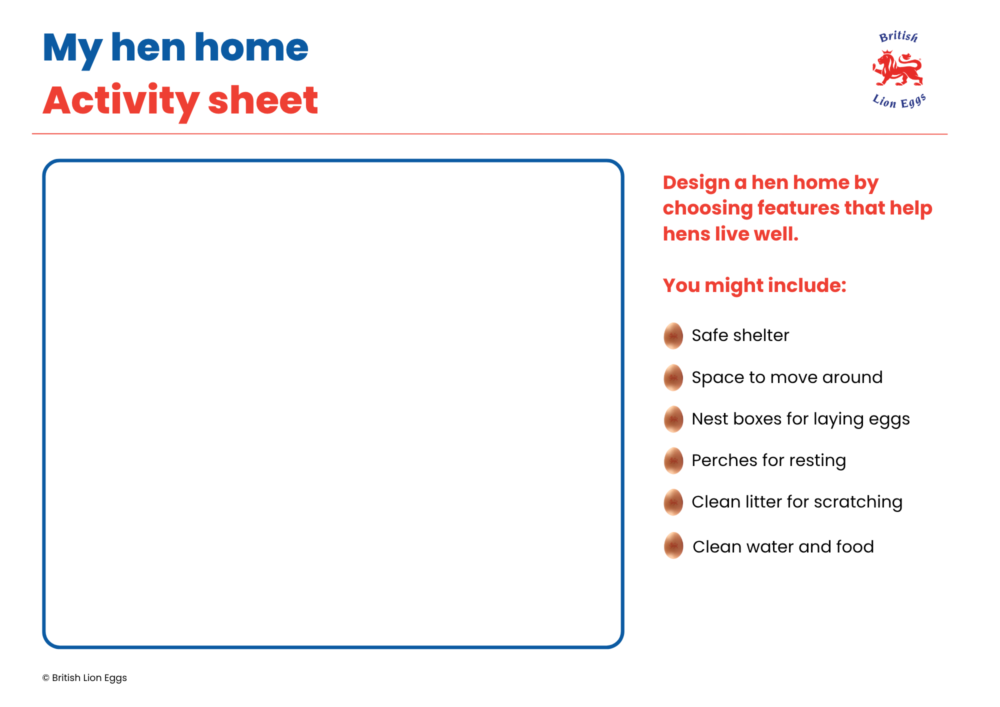 My hen home
Activity sheet
British
Lion Eggs
Design a hen home by
choosing features that help
hens live well.
You might include:
Safe shelter
Space to move around
Nest boxes for laying eggs
Perches for resting
Clean litter for scratching
Clean water and food
© British Lion Eggs